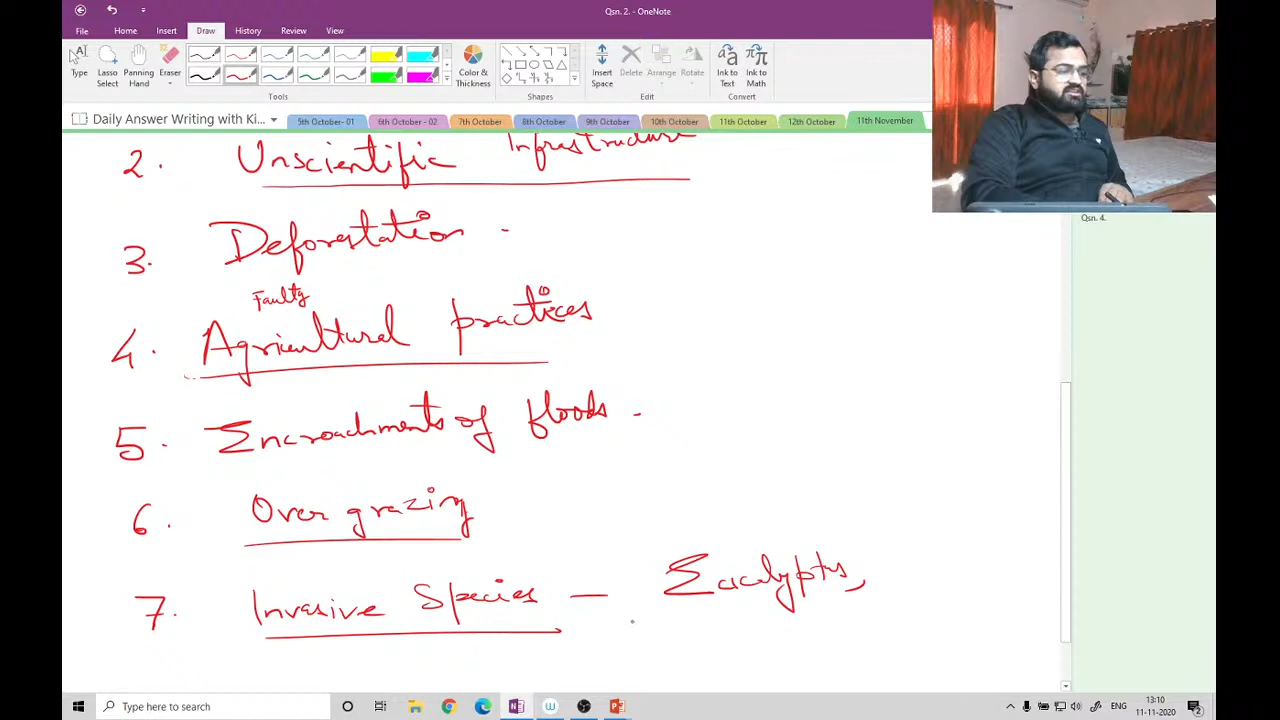 Qsn. 2. - OneNote
File Home Insert Draw History Review View
Type
Lasso Select
Panning Hand
Eraser
Color & Thickness
Insert Space
Delete
Arrange
Rotate
Ink to Text
Ink to Math
Tools
Shapes
Edit
Convert
Daily Answer Writing with Ki...
5th October- 01
6th October - 02
7th October
8th October
9th October
10th October
11th October
12th October
11th November
Qsn. 4.
2. Unscientific Infrastructure
3. Deforestation.
Faulty
4. Agricultural practices
5. Encroachments of floods.
6. Over grazing
7. Invasive Species — Eucalyptus,
Type here to search
13:10
11-11-2020
2